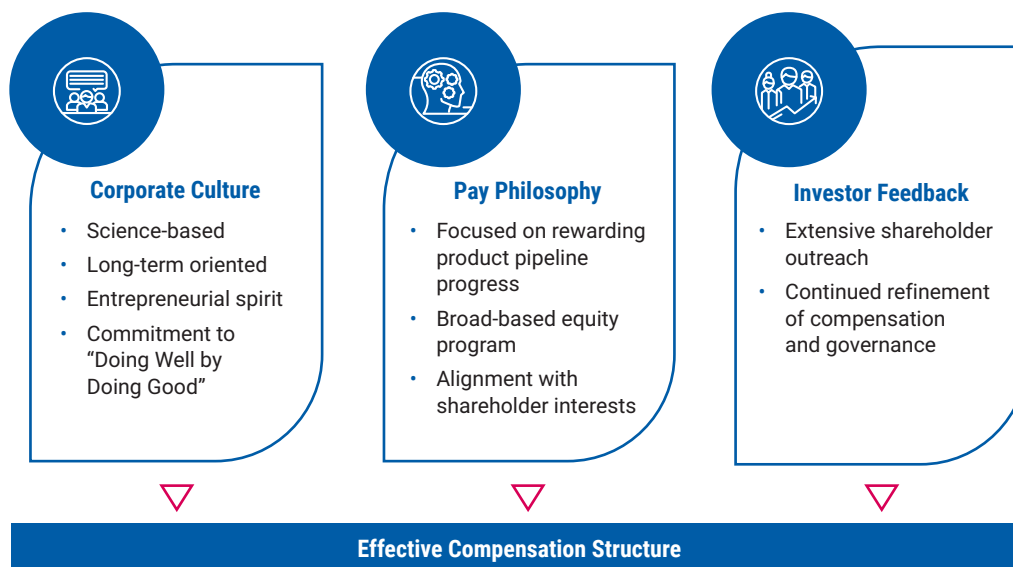 Corporate Culture
• Science-based
• Long-term oriented
• Entrepreneurial spirit
• Commitment to
“Doing Well by
Doing Good”
Pay Philosophy
• Focused on rewarding
product pipeline
progress
• Broad-based equity
program
• Alignment with
shareholder interests
Investor Feedback
• Extensive shareholder
outreach
• Continued refinement
of compensation
and governance
Effective Compensation Structure